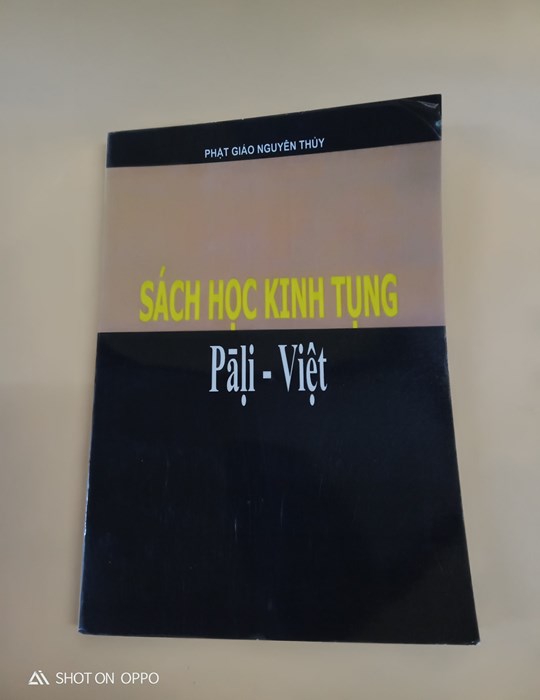 PHẬT GIÁO NGUYÊN THỦY
SÁCH HỌC KINH TỤNG
Pāḷi - Việt
SHOT ON OPPO